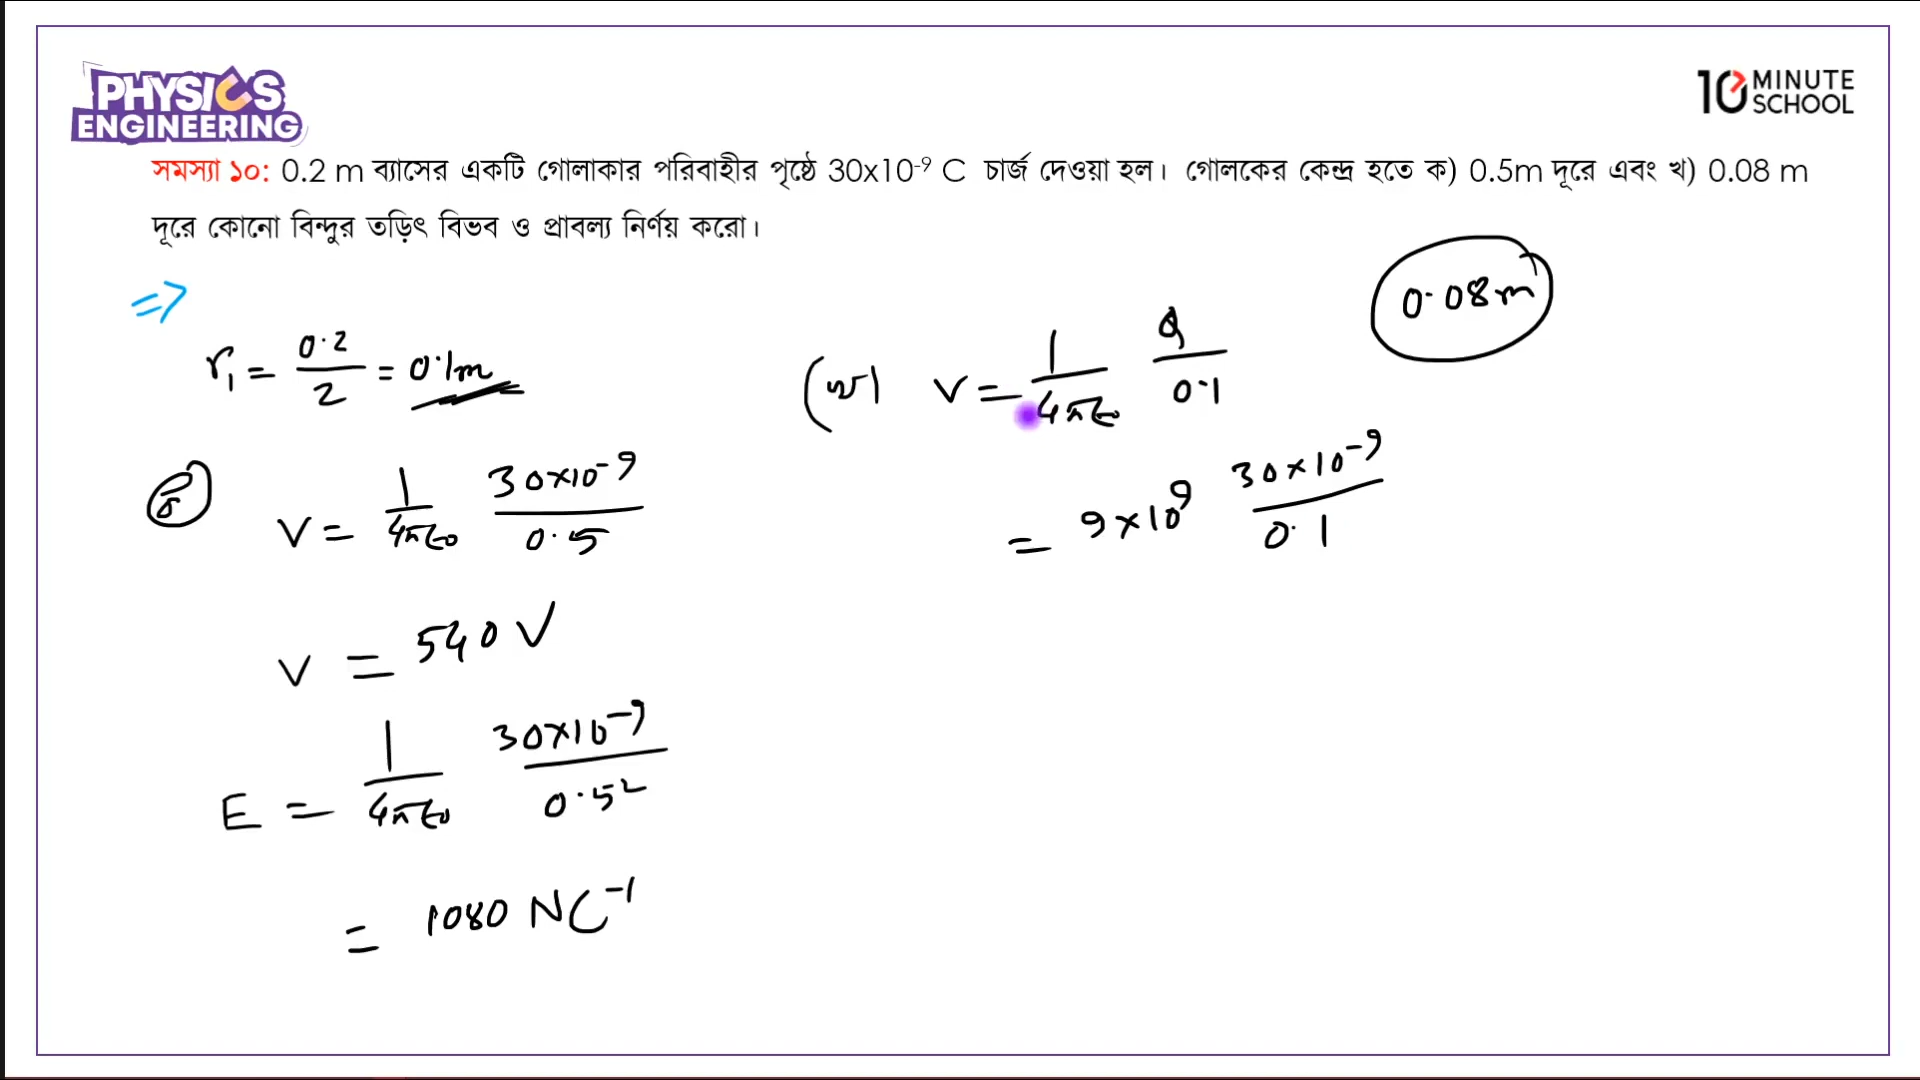 PHYSICS
ENGINEERING
10 MINUTE
SCHOOL
সমস্যা ১০: 0.2 m ব্যাসের একটি গোলাকার পরিবাহীর পৃষ্ঠে 30x10⁻⁹ C চার্জ দেওয়া হল। গোলকের কেন্দ্র হতে ক) 0.5m দূরে এবং খ) 0.08 m
দূরে কোনো বিন্দুর তড়িৎ বিভব ও প্রাবল্য নির্ণয় করো।
=>
r₁ = 0.2/2 = 0.1m
V = 1/4πε₀ 30×10⁻⁹/0.5
V = 540 V
E = 1/4πε₀ 30×10⁻⁹/0.5²
= 1080 NC⁻¹
(খ) V = 1/4πε₀ Q/0.1
0.08m
= 9×10⁹ 30×10⁻⁹/0.1